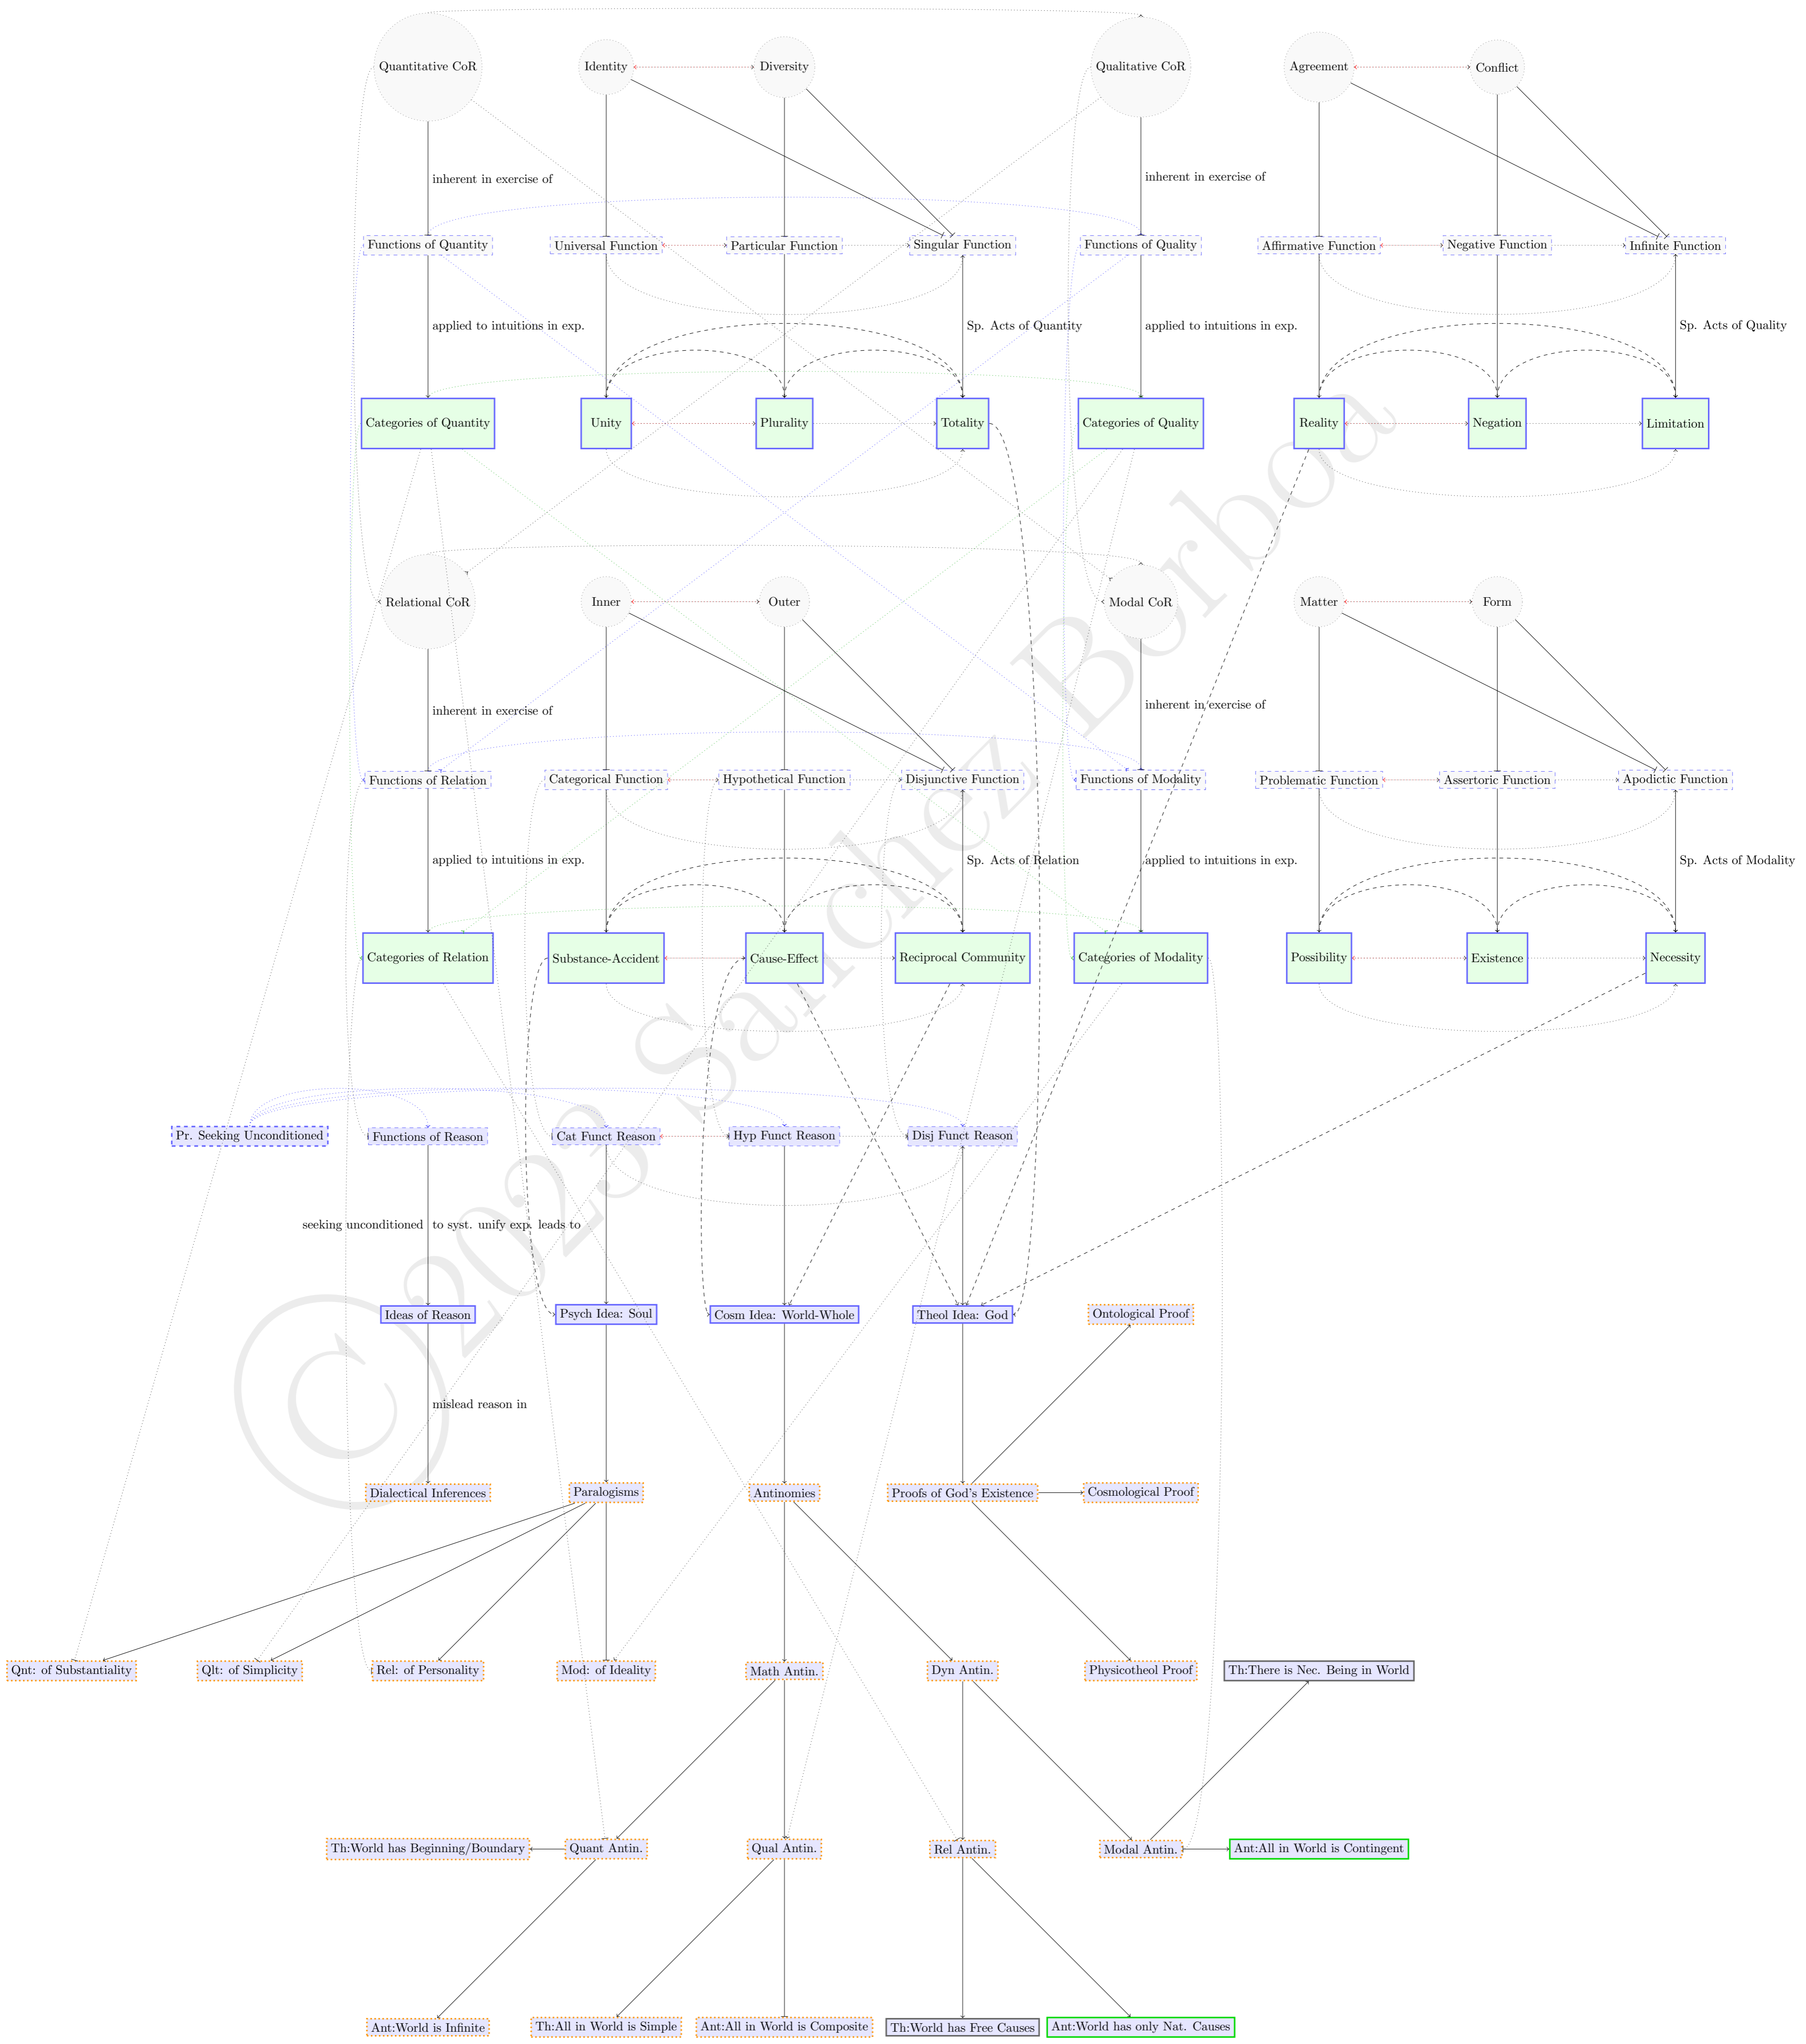 Quantitative CoR
Identity
Diversity
Qualitative CoR
Agreement
Conflict
inherent in exercise of
inherent in exercise of
Functions of Quantity
Universal Function
Particular Function
Singular Function
Functions of Quality
Affirmative Function
Negative Function
Infinite Function
applied to intuitions in exp.
Sp. Acts of Quantity
applied to intuitions in exp.
Sp. Acts of Quality
Categories of Quantity
Unity
Plurality
Totality
Categories of Quality
Reality
Negation
Limitation
Relational CoR
Inner
Outer
Modal CoR
Matter
Form
inherent in exercise of
inherent in exercise of
Functions of Relation
Categorical Function
Hypothetical Function
Disjunctive Function
Functions of Modality
Problematic Function
Assertoric Function
Apodictic Function
applied to intuitions in exp.
Sp. Acts of Relation
applied to intuitions in exp.
Sp. Acts of Modality
Categories of Relation
Substance-Accident
Cause-Effect
Reciprocal Community
Categories of Modality
Possibility
Existence
Necessity
Pr. Seeking Unconditioned
Functions of Reason
Cat Funct Reason
Hyp Funct Reason
Disj Funct Reason
seeking unconditioned to syst. unify exp. leads to
Ideas of Reason
Psych Idea: Soul
Cosm Idea: World-Whole
Theol Idea: God
Ontological Proof
mislead reason in
Dialectical Inferences
Paralogisms
Antinomies
Proofs of God's Existence
Cosmological Proof
Qnt: of Substantiality
Qlt: of Simplicity
Rel: of Personality
Mod: of Ideality
Math Antin.
Dyn Antin.
Physicotheol Proof
Th:There is Nec. Being in World
Th:World has Beginning/Boundary
Quant Antin.
Qual Antin.
Rel Antin.
Modal Antin.
Ant:All in World is Contingent
Ant:World is Infinite
Th:All in World is Simple
Ant:All in World is Composite
Th:World has Free Causes
Ant:World has only Nat. Causes
©2023 Sanchez Borboa